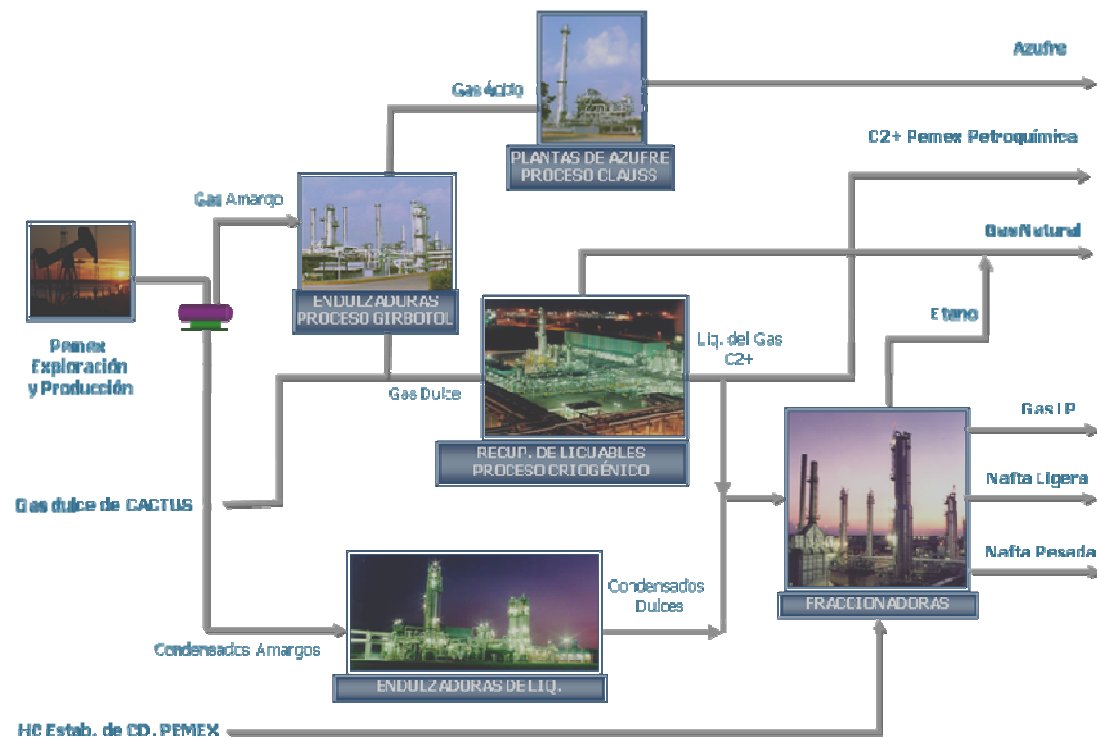 Azufre
Gas Ácido
C2+ Pemex Petroquímica
PLANTAS DE AZUFRE
PROCESO CLAUSS
Gas Amargo
Gas Natural
ENDULZADURAS
PROCESO GIRBOTOL
Etano
Liq. del Gas
C2+
Pemex
Exploración
y Producción
Gas Dulce
Gas LP
RECUP. DE LICUABLES
PROCESO CRIOGÉNICO
Nafta Ligera
Gas dulce de CACTUS
Nafta Pesada
Condensados
Dulces
FRACCIONADORAS
Condensados Amargos
ENDULZADURAS DE LIQ.
HC Estab. de CD. PEMEX